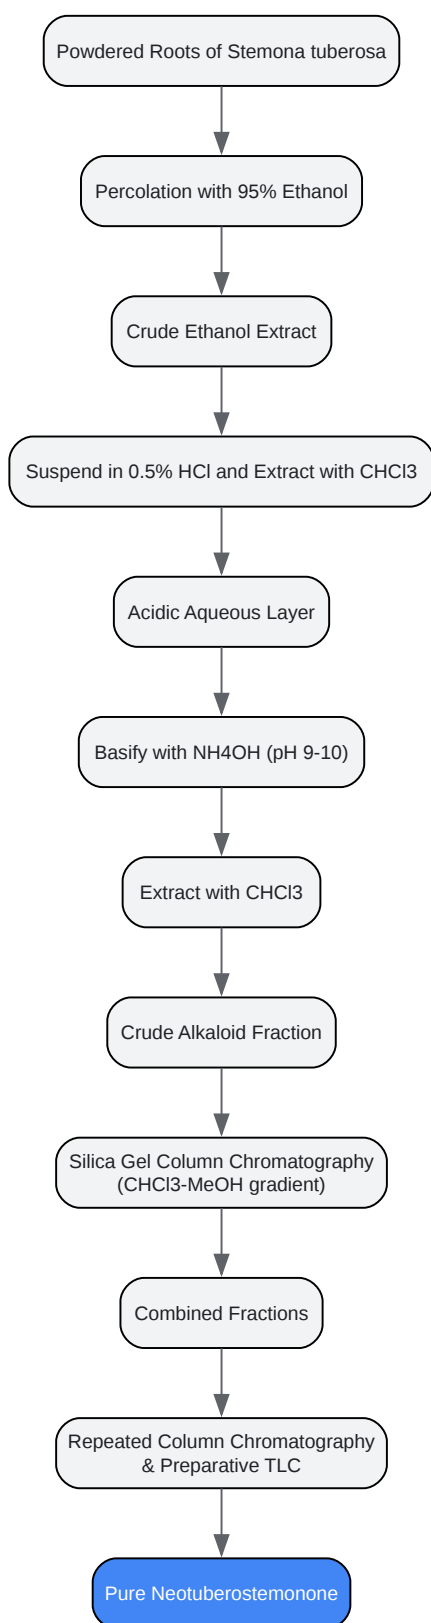 Powdered Roots of Stemona tuberosa
Percolation with 95% Ethanol
Crude Ethanol Extract
Suspend in 0.5% HCl and Extract with CHCl3
Acidic Aqueous Layer
Basify with NH4OH (pH 9-10)
Extract with CHCl3
Crude Alkaloid Fraction
Silica Gel Column Chromatography
(CHCl3-MeOH gradient)
Combined Fractions
Repeated Column Chromatography
& Preparative TLC
Pure Neotuberostemonone